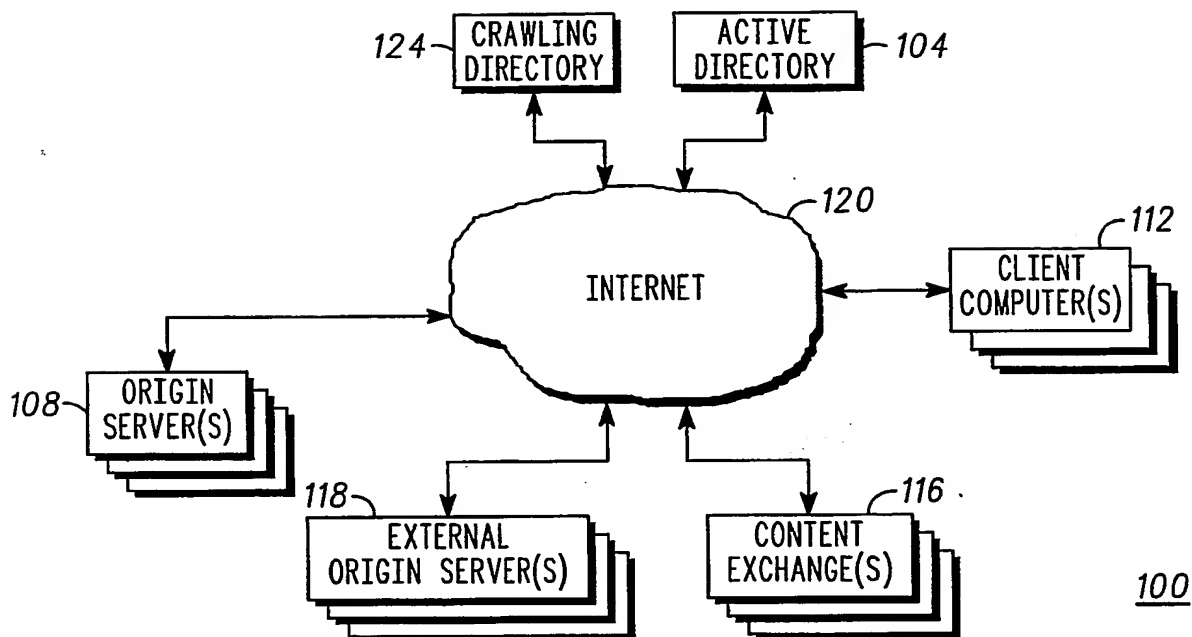 124
CRAWLING
DIRECTORY
ACTIVE
DIRECTORY
104
120
INTERNET
112
CLIENT
COMPUTER(S)
108
ORIGIN
SERVER(S)
118
EXTERNAL
ORIGIN SERVER(S)
116
CONTENT
EXCHANGE(S)
100